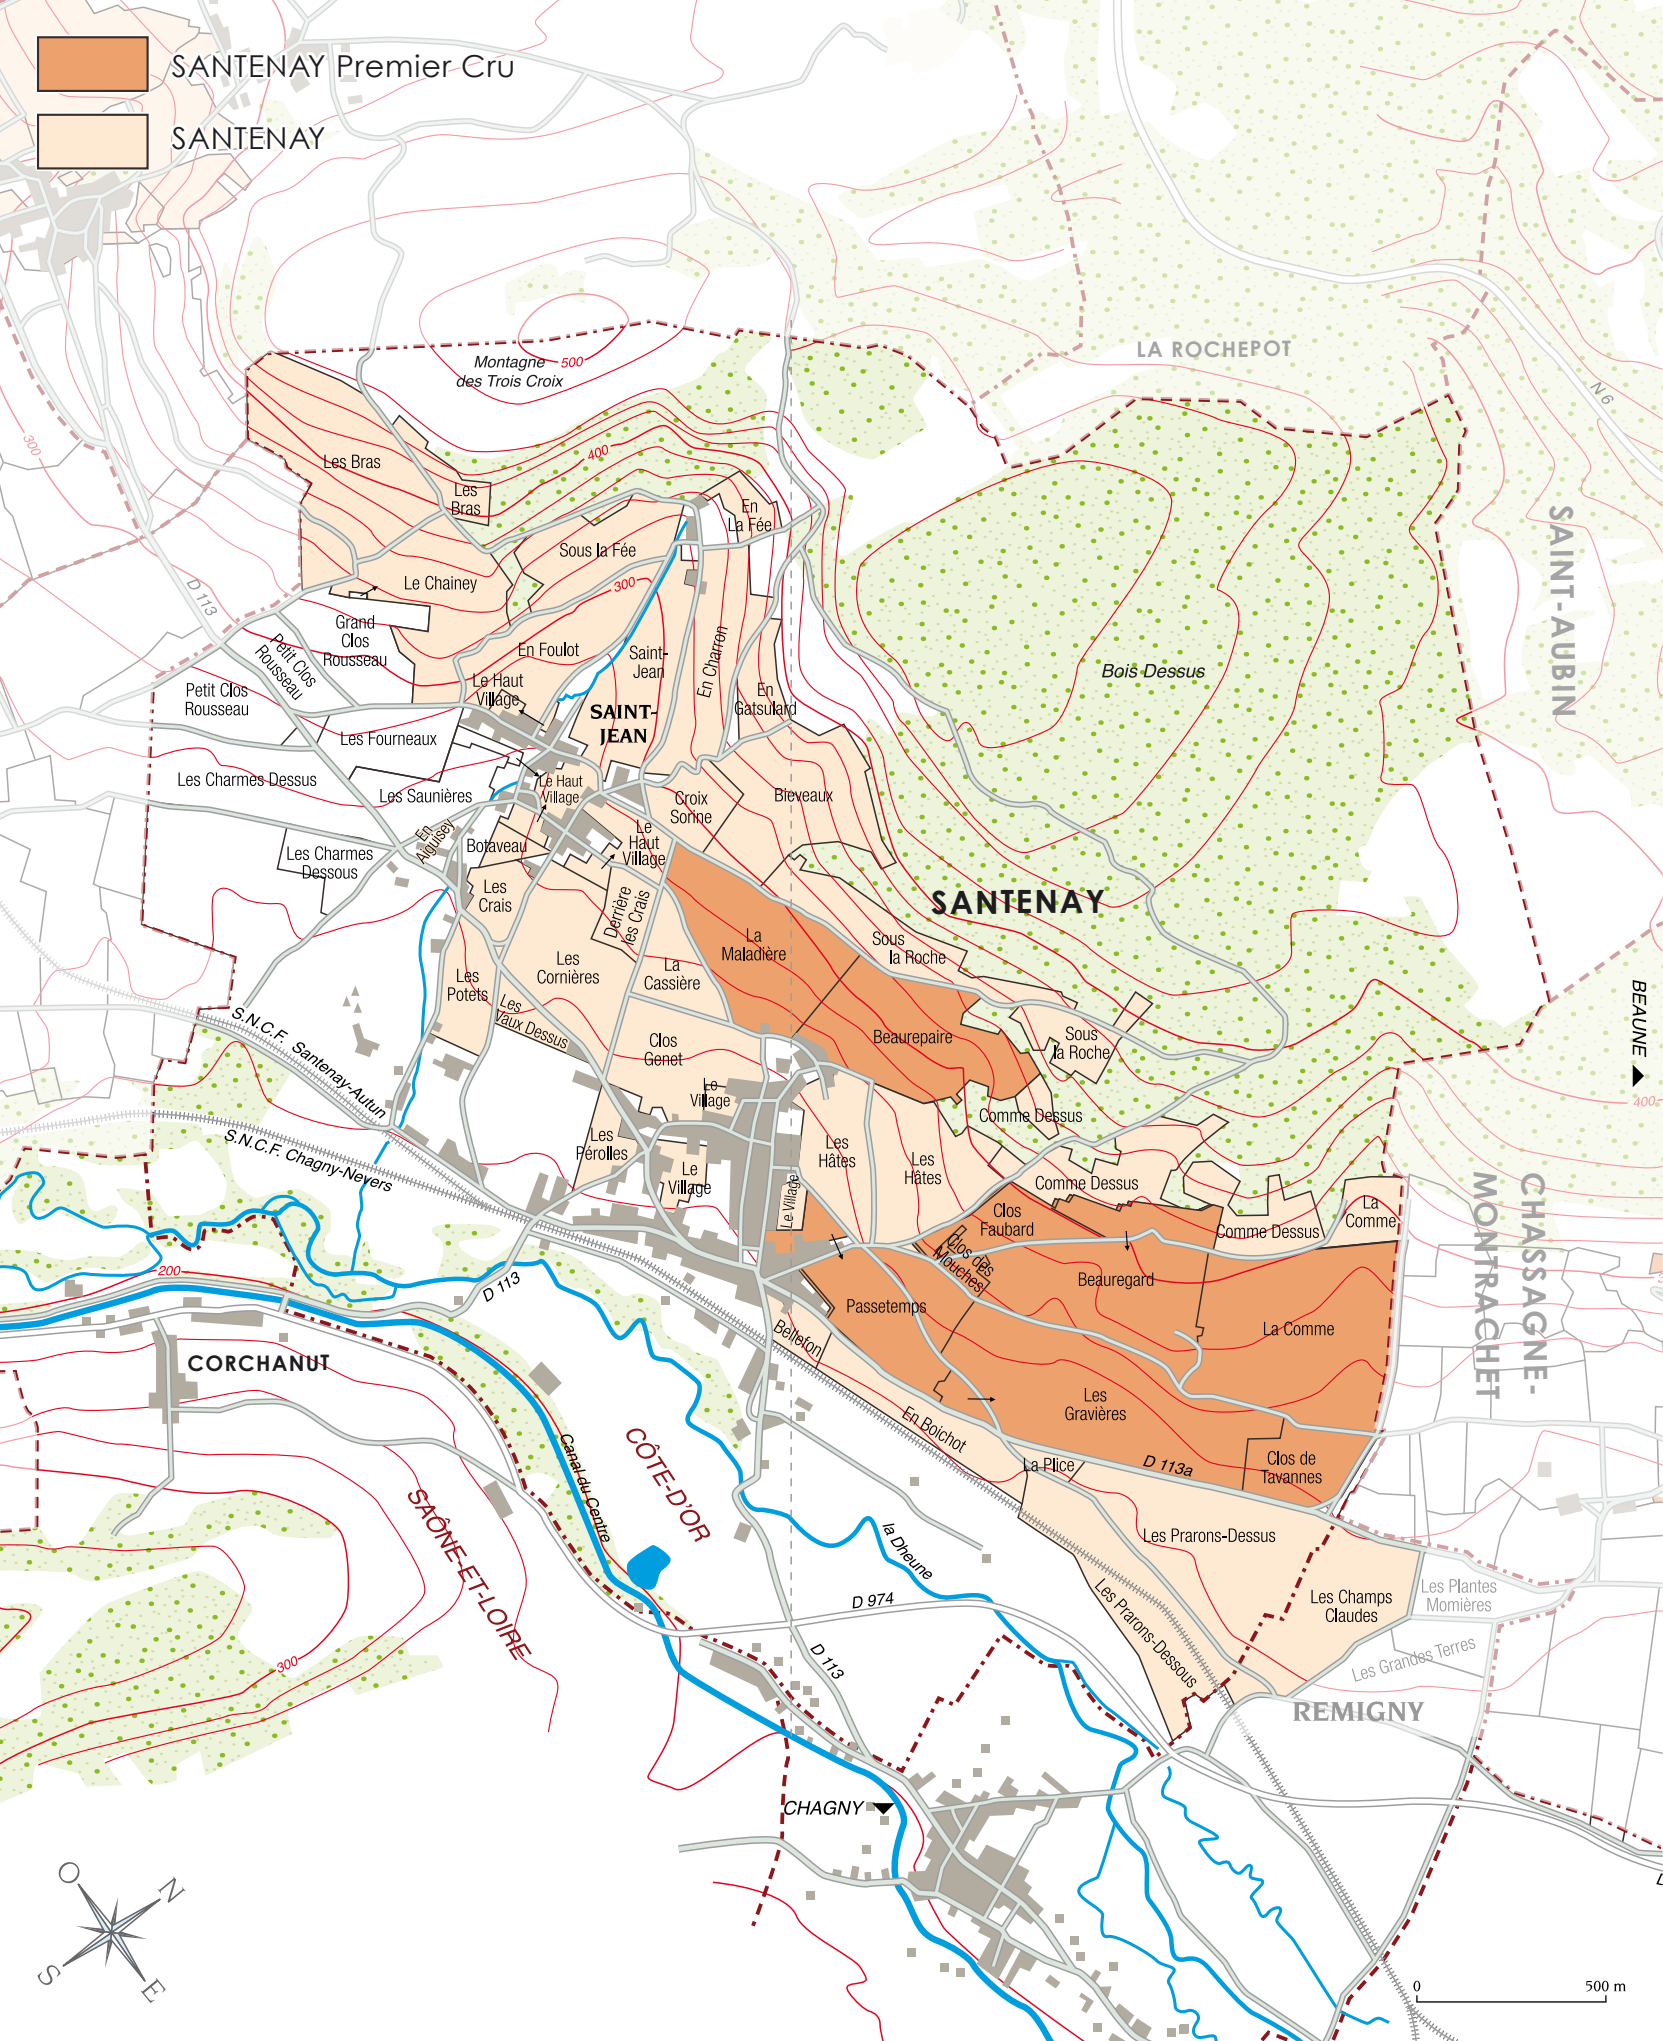 SANTENAY Premier Cru
SANTENAY
Montagne
des Trois Croix
500
LA ROCHEPOT
N 6
300
400
Les Bras
Les
Bras
En
La Fée
SAINT-AUBIN
Sous la Fée
Le Chainey
300
D 113
Grand
Clos
Rousseau
Petit Clos
Rousseau
En Foulot
Saint-
Jean
En Charron
Bois Dessus
Petit Clos
Rousseau
Le Haut
Village
En
Gatsulard
SAINT-
JEAN
Les Fourneaux
Les Charmes Dessus
Les Saunières
Le Haut
Village
Croix
Sorine
Bieveaux
En
Aiguisey
Botaveau
Le
Haut
Village
Les Charmes
Dessous
Les
Crais
Derrière
les Crais
SANTENAY
La
Maladière
Sous
la Roche
Les
Cornières
La
Cassière
Les
Potets
Les
Vaux Dessus
BEAUNE
S.N.C.F. Santenay-Autun
Clos
Genet
Beaurepaire
Sous
la Roche
Le
Village
400
Comme Dessus
S.N.C.F. Chagny-Nevers
Les
Pérolles
Les
Hâtes
Les
Hâtes
Le
Village
Le Village
Comme Dessus
CHASSAGNE-
MONTRACHET
Clos
Faubard
La
Comme
Comme Dessus
Clos des
Mouches
200
D 113
Beauregard
Passetemps
La Comme
Bellefon
CORCHANUT
Les
Gravières
En Boichot
Canal du Centre
CÔTE-D'OR
La Plice
D 113a
Clos de
Tavannes
SAÔNE-ET-LOIRE
la Dheune
Les Prarons-Dessus
Les Prarons-Dessous
Les Champs
Claudes
Les Plantes
Momières
D 974
Les Grandes Terres
D 113
300
REMIGNY
CHAGNY
O
N
S
E
0
500 m